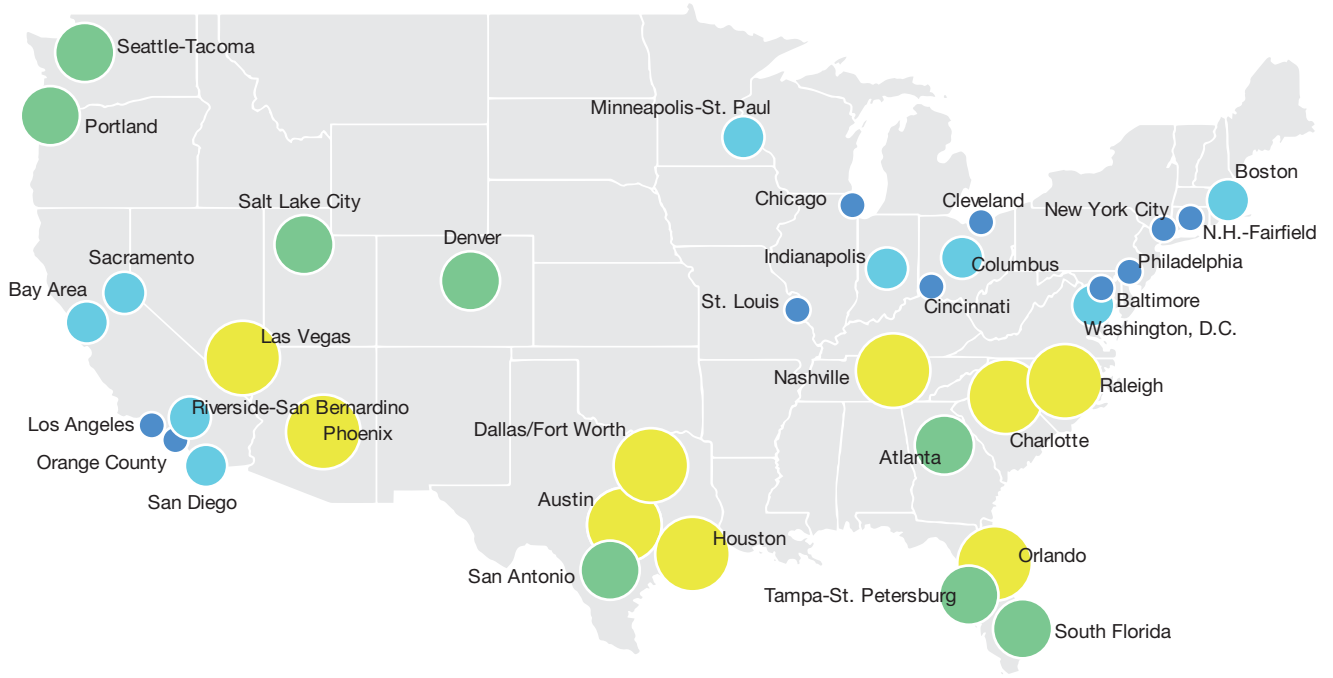 Seattle-Tacoma
Portland
Minneapolis-St. Paul
Boston
Chicago
Cleveland
New York City
N.H.-Fairfield
Salt Lake City
Denver
Sacramento
Bay Area
Indianapolis
Columbus
Philadelphia
St. Louis
Cincinnati
Baltimore
Washington, D.C.
Las Vegas
Nashville
Raleigh
Riverside-San Bernardino
Los Angeles
Phoenix
Dallas/Fort Worth
Charlotte
Orange County
Atlanta
San Diego
Austin
Houston
Orlando
San Antonio
Tampa-St. Petersburg
South Florida